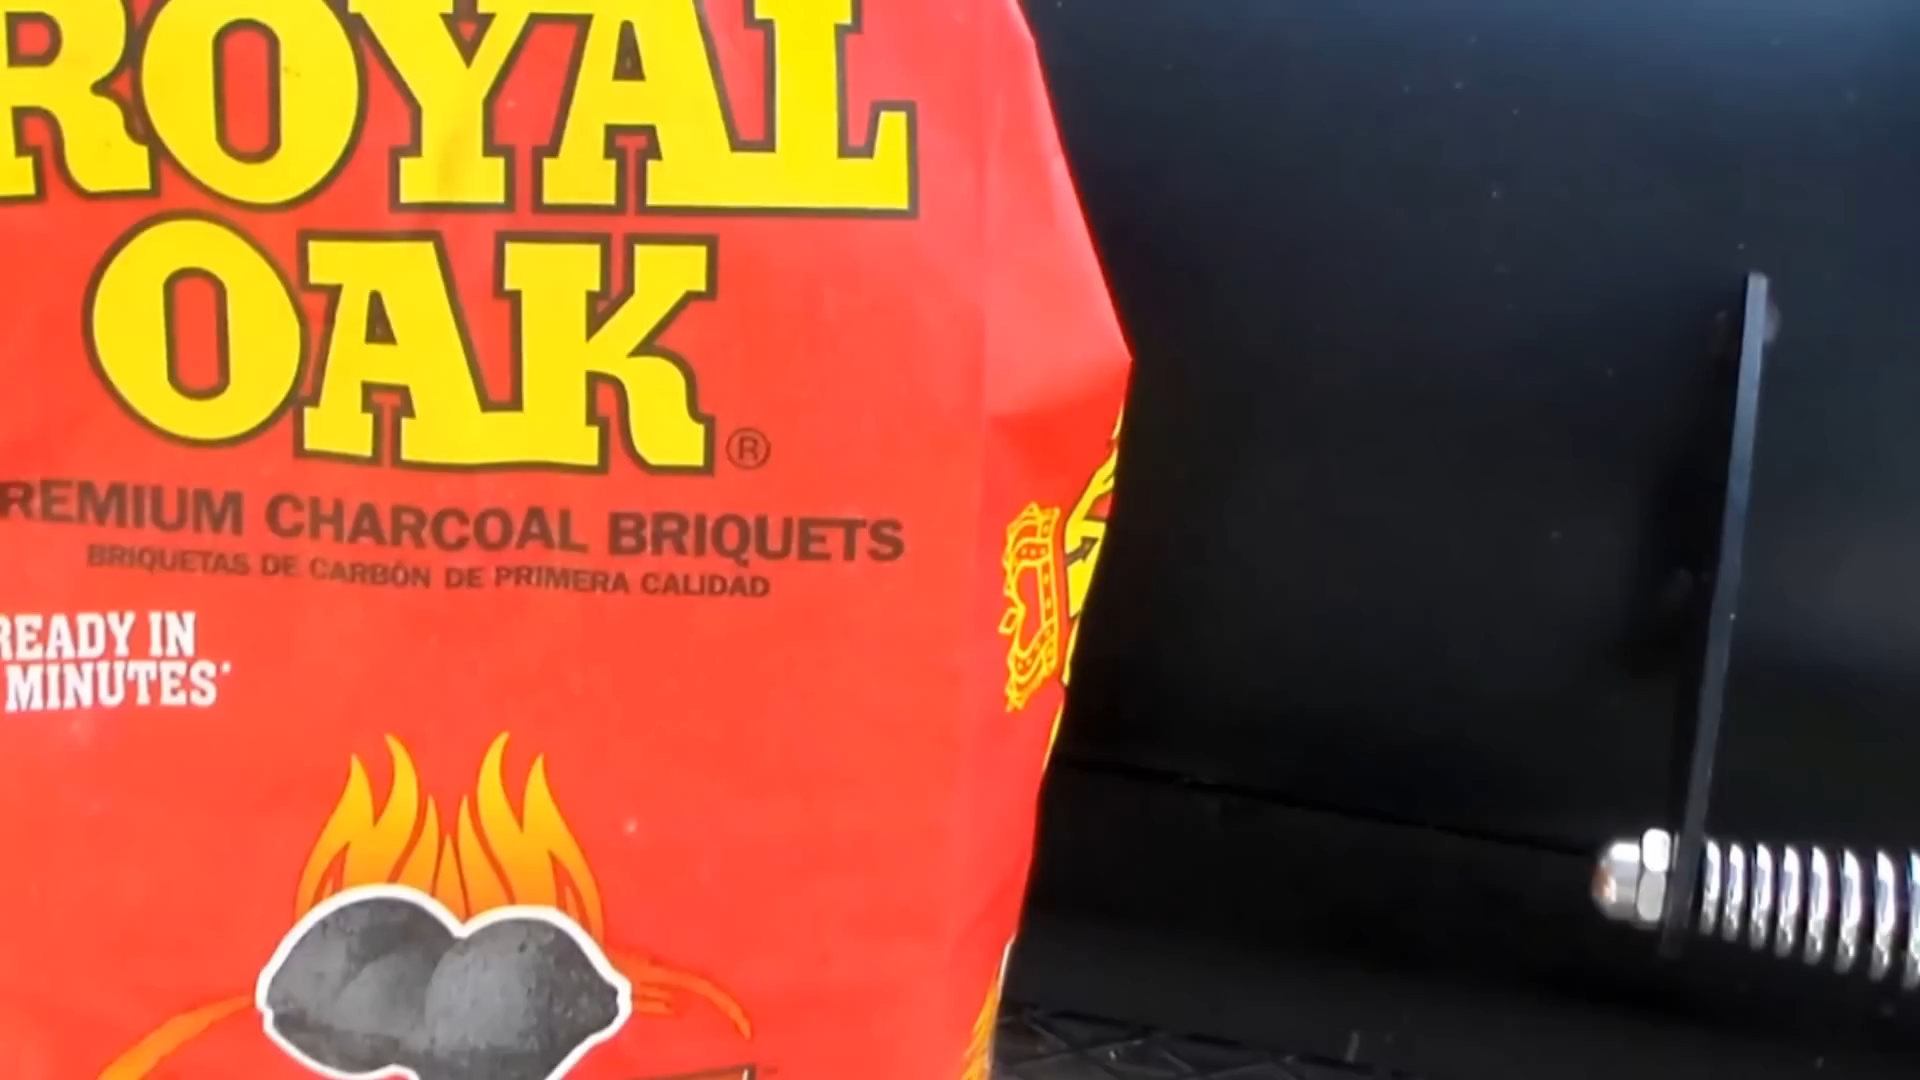 ROYAL
OAK®
REMIUM CHARCOAL BRIQUETS
BRIQUETAS DE CARBÓN DE PRIMERA CALIDAD
READY IN
MINUTES*